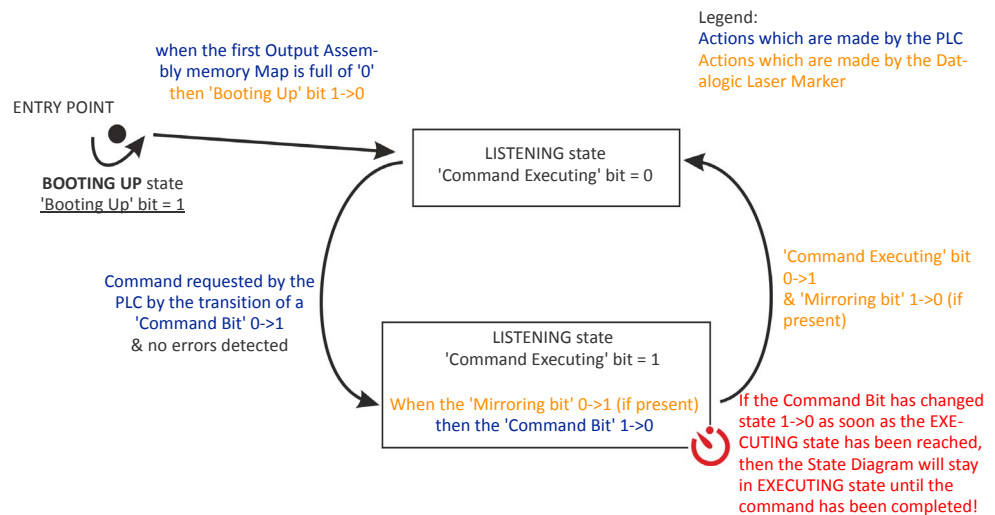 Legend:
Actions which are made by the PLC
Actions which are made by the Dat-
alogic Laser Marker
when the first Output Assem-
bly memory Map is full of '0'
then 'Booting Up' bit 1->0
ENTRY POINT
BOOTING UP state
'Booting Up' bit = 1
LISTENING state
'Command Executing' bit = 0
Command requested by the
PLC by the transition of a
'Command Bit' 0->1
& no errors detected
'Command Executing' bit
0->1
& 'Mirroring bit' 1->0 (if
present)
LISTENING state
'Command Executing' bit = 1
When the 'Mirroring bit' 0->1 (if present)
then the 'Command Bit' 1->0
If the Command Bit has changed
state 1->0 as soon as the EXE-
CUTING state has been reached,
then the State Diagram will stay
in EXECUTING state until the
command has been completed!